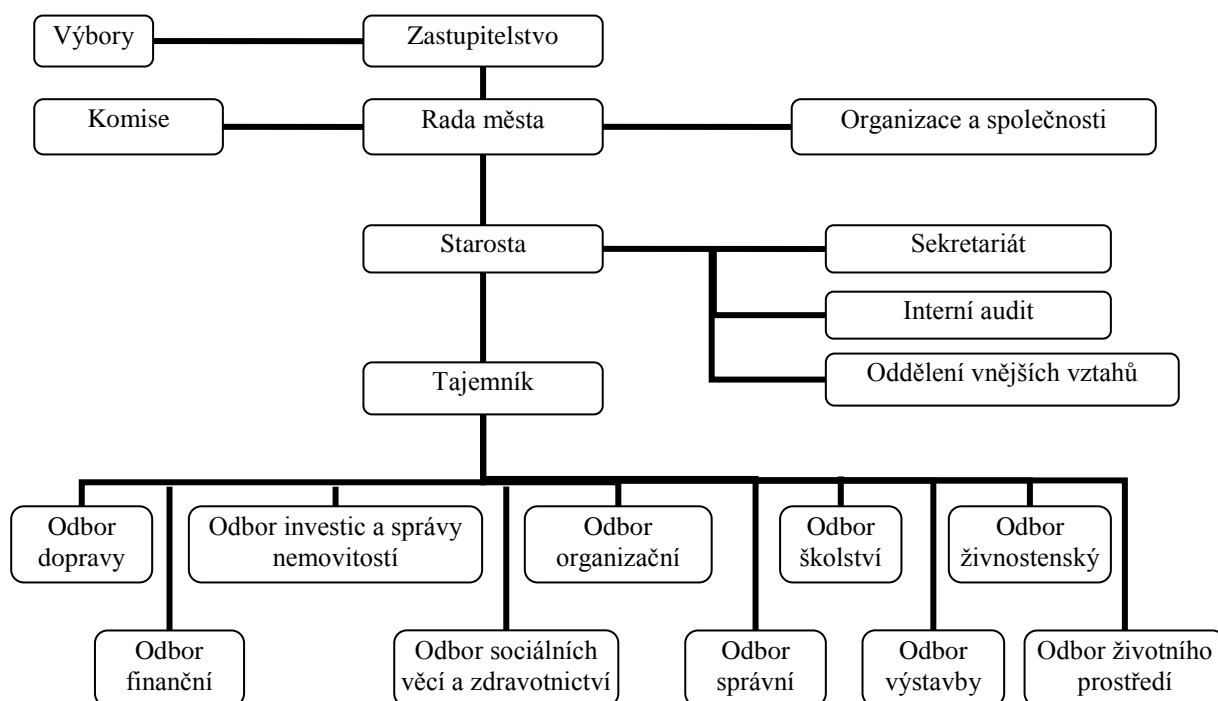 Výbory
Zastupitelstvo
Komise
Rada města
Organizace a společnosti
Starosta
Sekretariát
Interní audit
Tajemník
Oddělení vnějších vztahů
Odbor
dopravy
Odbor investic a správy
nemovitostí
Odbor
organizační
Odbor
školství
Odbor
živnostenský
Odbor
finanční
Odbor sociálních
věcí a zdravotnictví
Odbor
správní
Odbor
výstavby
Odbor životního
prostředí